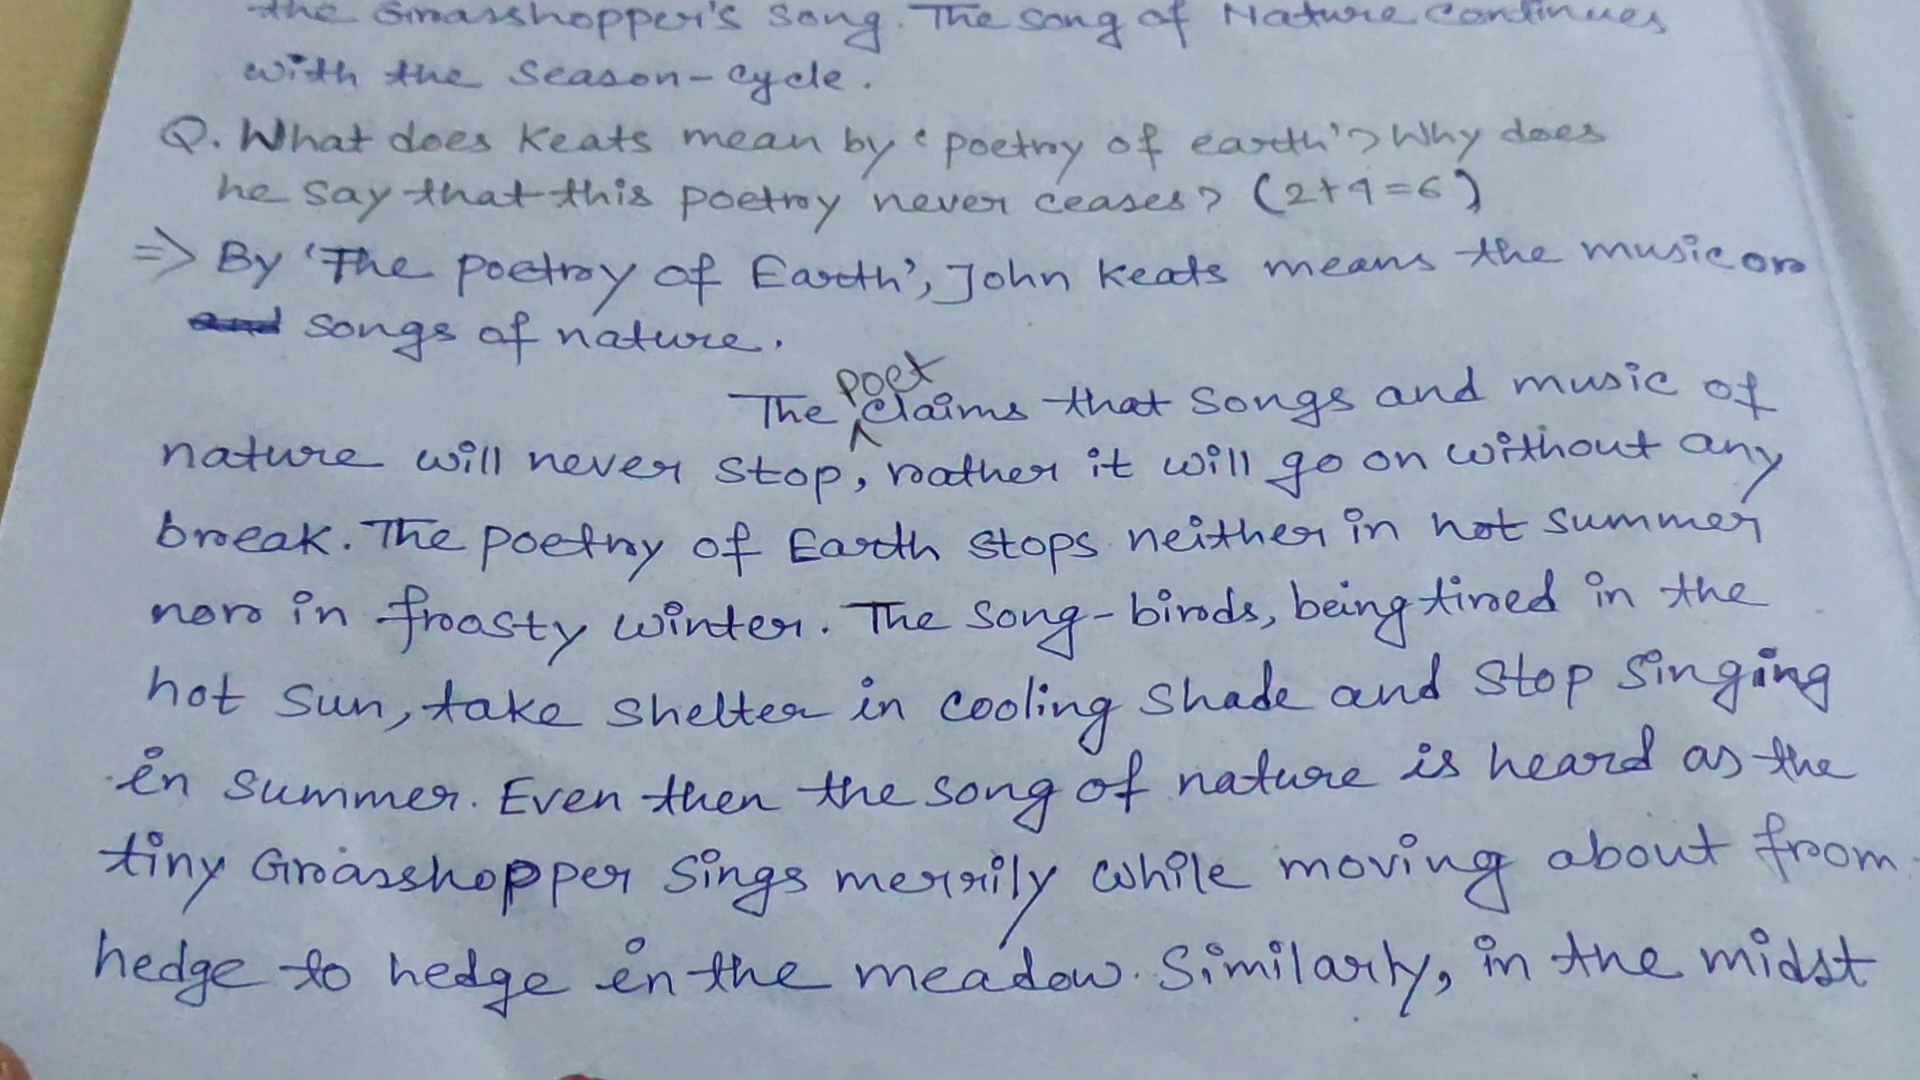 the Grasshopper's song. The song of Nature continues
with the season-cycle.
Q. What does Keats mean by 'poetry of earth'? Why does
he say that this poetry never ceases? (2+4=6)
=> By 'The poetry of Earth', John Keats means the music or
and songs of nature.
The poet claims that songs and music of
nature will never stop, rather it will go on without any
break. The poetry of Earth stops neither in hot summer
nor in frosty winter. The song-birds, being tired in the
hot sun, take shelter in cooling shade and stop singing
in summer. Even then the song of nature is heard as the
tiny Grasshopper sings merrily while moving about from
hedge to hedge in the meadow. Similarly, in the midst